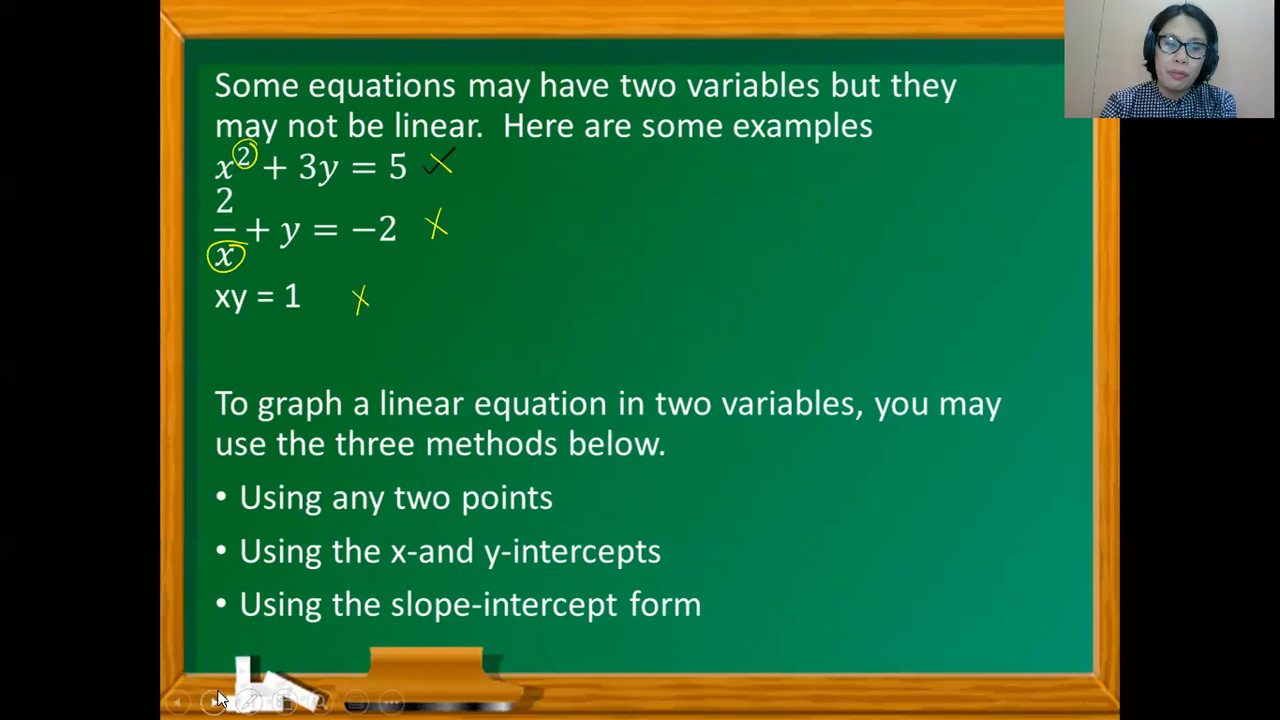 Some equations may have two variables but they
may not be linear.  Here are some examples
x² + 3y = 5
2/x + y = −2
xy = 1
To graph a linear equation in two variables, you may
use the three methods below.
• Using any two points
• Using the x-and y-intercepts
• Using the slope-intercept form